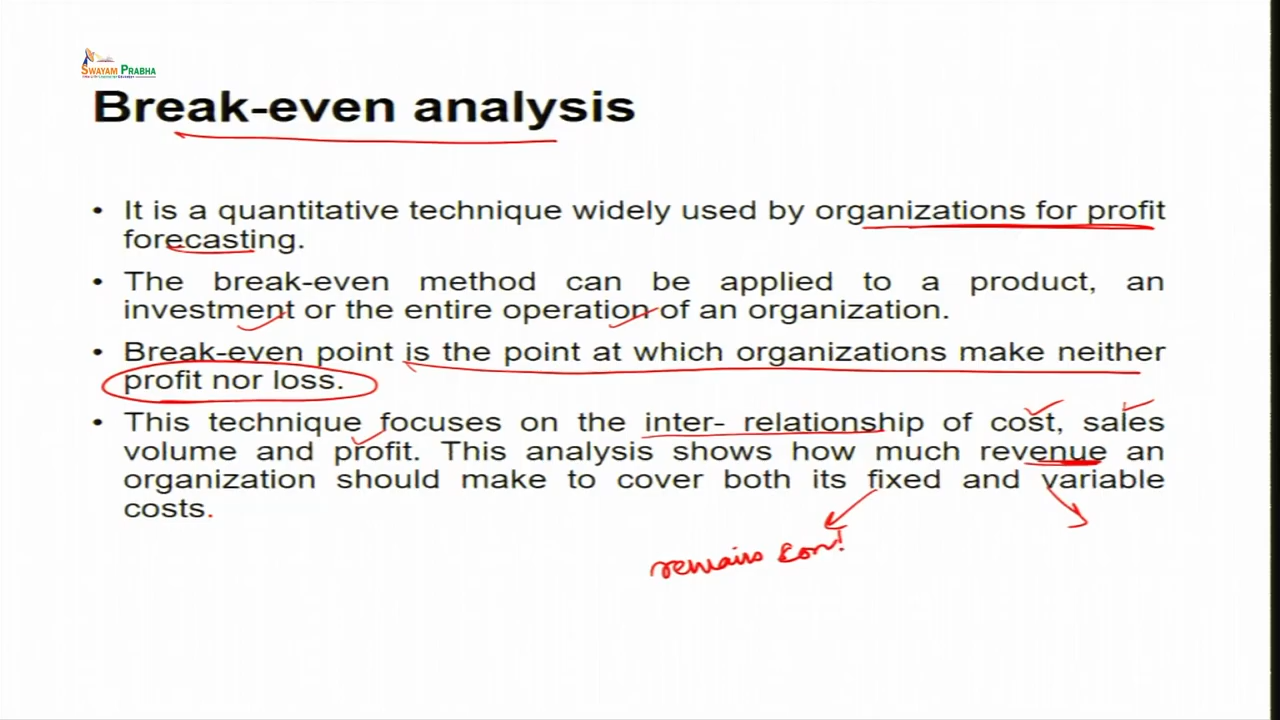 SWAYAM PRABHA
Break-even analysis
• It is a quantitative technique widely used by organizations for profit
forecasting.
• The break-even method can be applied to a product, an
investment or the entire operation of an organization.
• Break-even point is the point at which organizations make neither
profit nor loss.
• This technique focuses on the inter- relationship of cost, sales
volume and profit. This analysis shows how much revenue an
organization should make to cover both its fixed and variable
costs.
remains